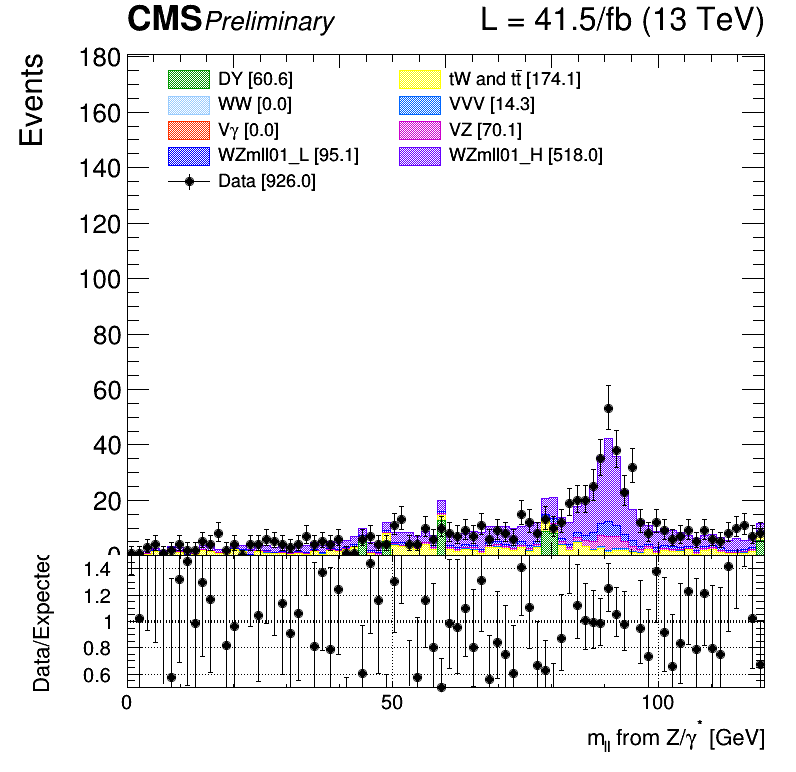 CMS Preliminary L = 41.5/fb (13 TeV)
Events
180
160
140
120
100
80
60
40
20
0
DY [60.6]
tW and tt̄ [174.1]
WW [0.0]
VVV [14.3]
Vγ [0.0]
VZ [70.1]
WZmll01_L [95.1]
WZmll01_H [518.0]
Data [926.0]
Data/Expected
1.4
1.2
1
0.8
0.6
0 50 100
m_ll from Z/γ* [GeV]